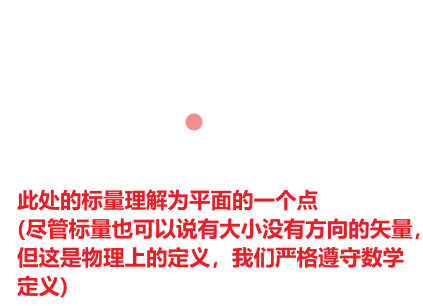 此处的标量理解为平面的一个点
(尽管标量也可以说有大小没有方向的矢量，
但这是物理上的定义，我们严格遵守数学
定义)